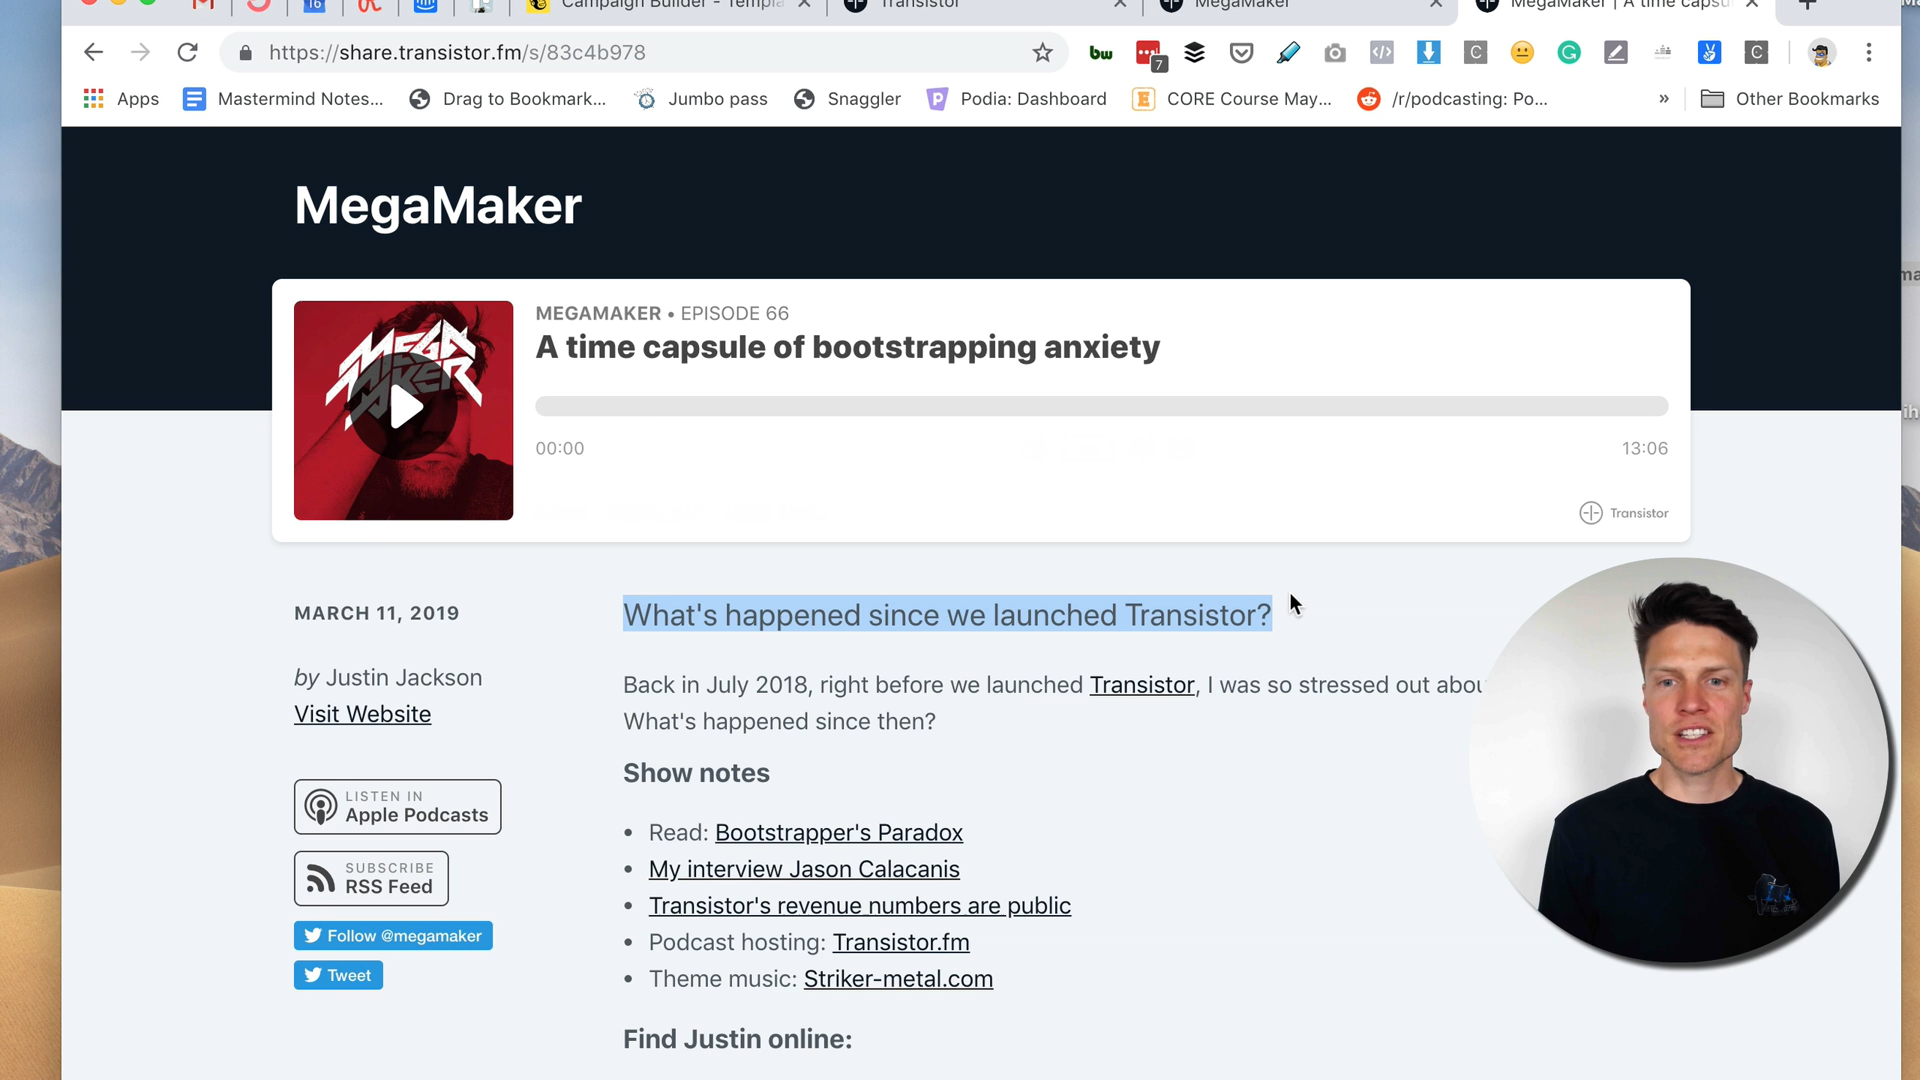 16
Campaign Builder - Templa
Transistor
MegaMaker
MegaMaker | A time capsu
https://share.transistor.fm/s/83c4b978
bw
7
Apps
Mastermind Notes...
Drag to Bookmark...
Jumbo pass
Snaggler
Podia: Dashboard
CORE Course May...
/r/podcasting: Po...
»
Other Bookmarks
MegaMaker
MEGA MAKER
MEGAMAKER • EPISODE 66
A time capsule of bootstrapping anxiety
00:00
13:06
Transistor
MARCH 11, 2019
by Justin Jackson
Visit Website
LISTEN IN
Apple Podcasts
SUBSCRIBE
RSS Feed
Follow @megamaker
Tweet
What's happened since we launched Transistor?
Back in July 2018, right before we launched Transistor, I was so stressed out abou
What's happened since then?
Show notes
• Read: Bootstrapper's Paradox
• My interview Jason Calacanis
• Transistor's revenue numbers are public
• Podcast hosting: Transistor.fm
• Theme music: Striker-metal.com
Find Justin online: